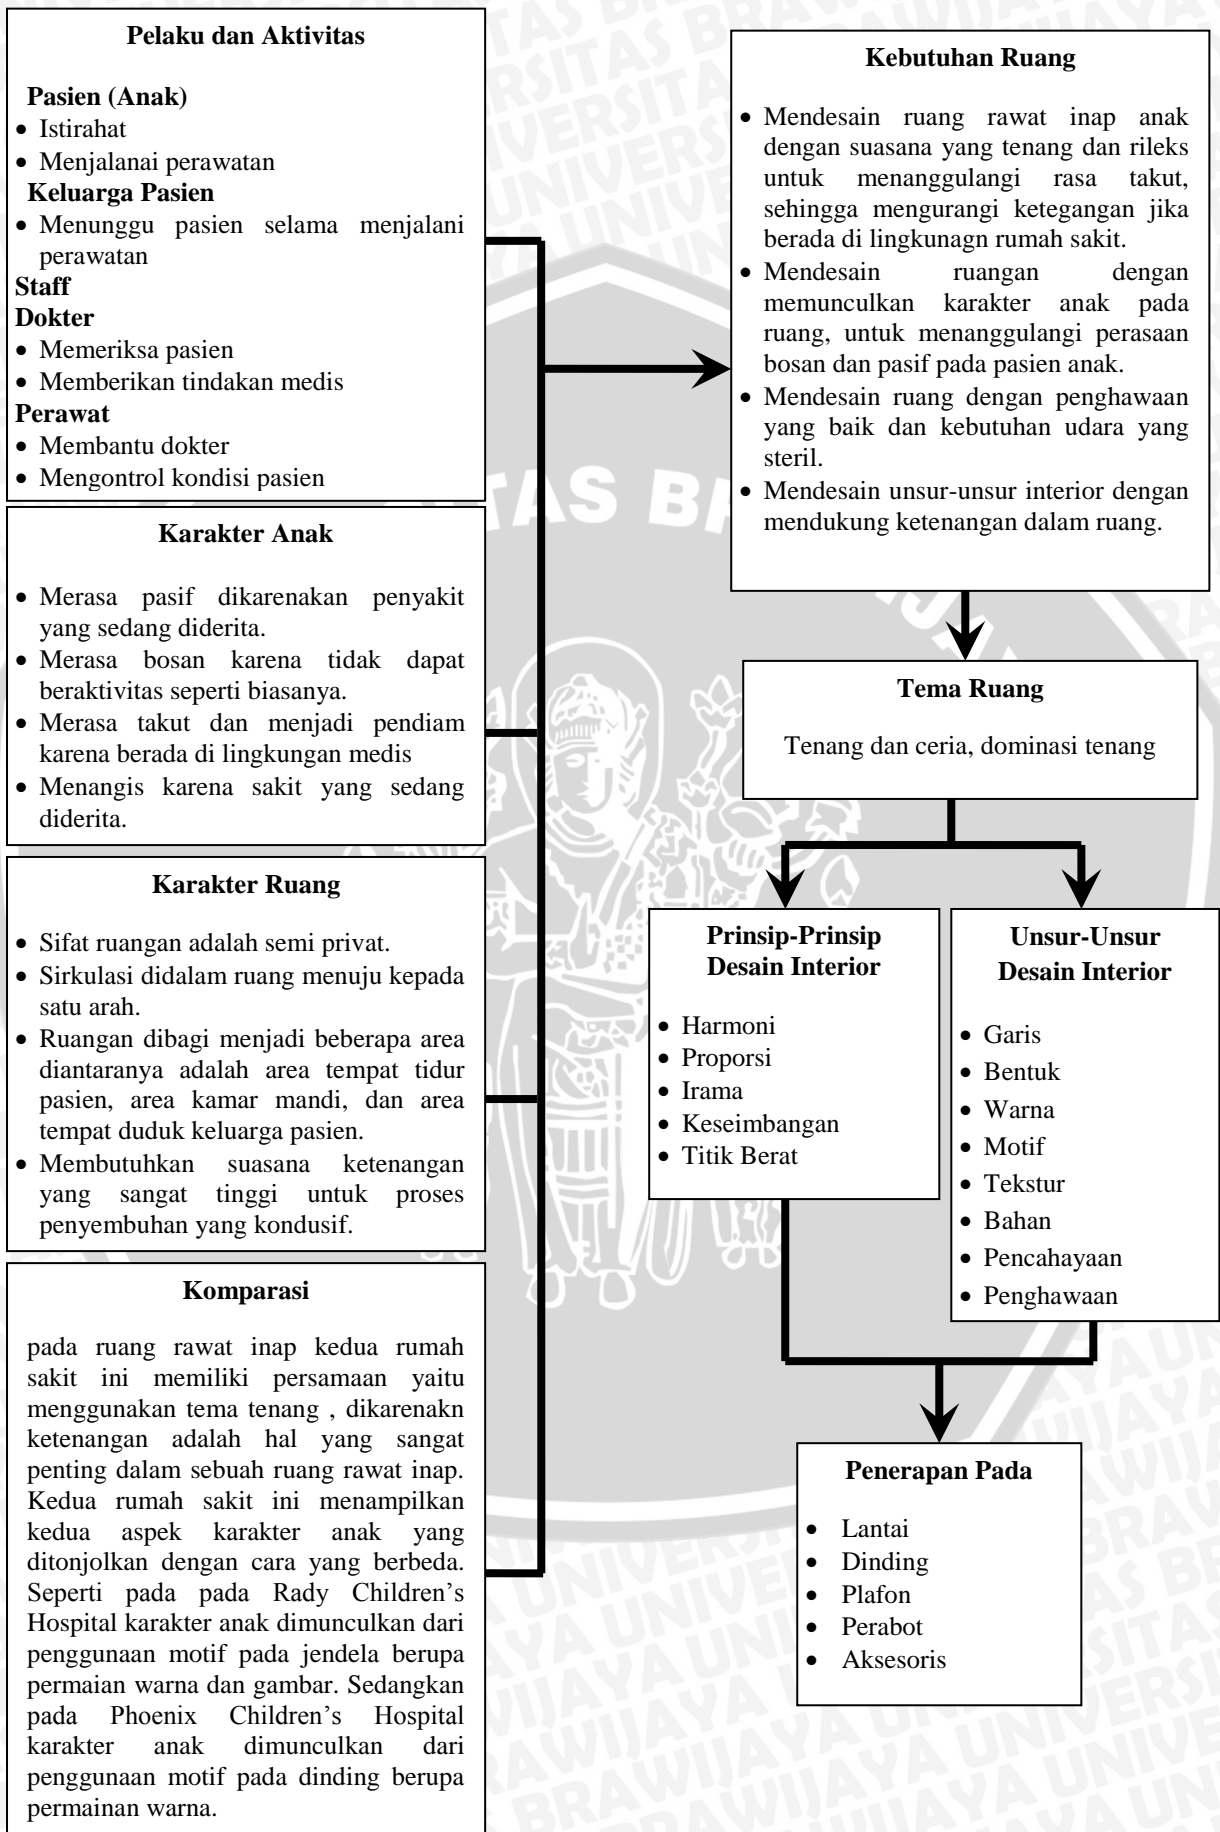 Pelaku dan Aktivitas
Pasien (Anak)
• Istirahat
• Menjalanai perawatan
Keluarga Pasien
• Menunggu pasien selama menjalani
perawatan
Staff
Dokter
• Memeriksa pasien
• Memberikan tindakan medis
Perawat
• Membantu dokter
• Mengontrol kondisi pasien
Karakter Anak
• Merasa pasif dikarenakan penyakit
yang sedang diderita.
• Merasa bosan karena tidak dapat
beraktivitas seperti biasanya.
• Merasa takut dan menjadi pendiam
karena berada di lingkungan medis
• Menangis karena sakit yang sedang
diderita.
Karakter Ruang
• Sifat ruangan adalah semi privat.
• Sirkulasi didalam ruang menuju kepada
satu arah.
• Ruangan dibagi menjadi beberapa area
diantaranya adalah area tempat tidur
pasien, area kamar mandi, dan area
tempat duduk keluarga pasien.
• Membutuhkan suasana ketenangan
yang sangat tinggi untuk proses
penyembuhan yang kondusif.
Komparasi
pada ruang rawat inap kedua rumah
sakit ini memiliki persamaan yaitu
menggunakan tema tenang , dikarenakn
ketenangan adalah hal yang sangat
penting dalam sebuah ruang rawat inap.
Kedua rumah sakit ini menampilkan
kedua aspek karakter anak yang
ditonjolkan dengan cara yang berbeda.
Seperti pada pada Rady Children’s
Hospital karakter anak dimunculkan dari
penggunaan motif pada jendela berupa
permaian warna dan gambar. Sedangkan
pada Phoenix Children’s Hospital
karakter anak dimunculkan dari
penggunaan motif pada dinding berupa
permainan warna.
Kebutuhan Ruang
• Mendesain ruang rawat inap anak
dengan suasana yang tenang dan rileks
untuk menanggulangi rasa takut,
sehingga mengurangi ketegangan jika
berada di lingkunagn rumah sakit.
• Mendesain ruangan dengan
memunculkan karakter anak pada
ruang, untuk menanggulangi perasaan
bosan dan pasif pada pasien anak.
• Mendesain ruang dengan penghawaan
yang baik dan kebutuhan udara yang
steril.
• Mendesain unsur-unsur interior dengan
mendukung ketenangan dalam ruang.
Tema Ruang
Tenang dan ceria, dominasi tenang
Prinsip-Prinsip
Desain Interior
• Harmoni
• Proporsi
• Irama
• Keseimbangan
• Titik Berat
Unsur-Unsur
Desain Interior
• Garis
• Bentuk
• Warna
• Motif
• Tekstur
• Bahan
• Pencahayaan
• Penghawaan
Penerapan Pada
• Lantai
• Dinding
• Plafon
• Perabot
• Aksesoris